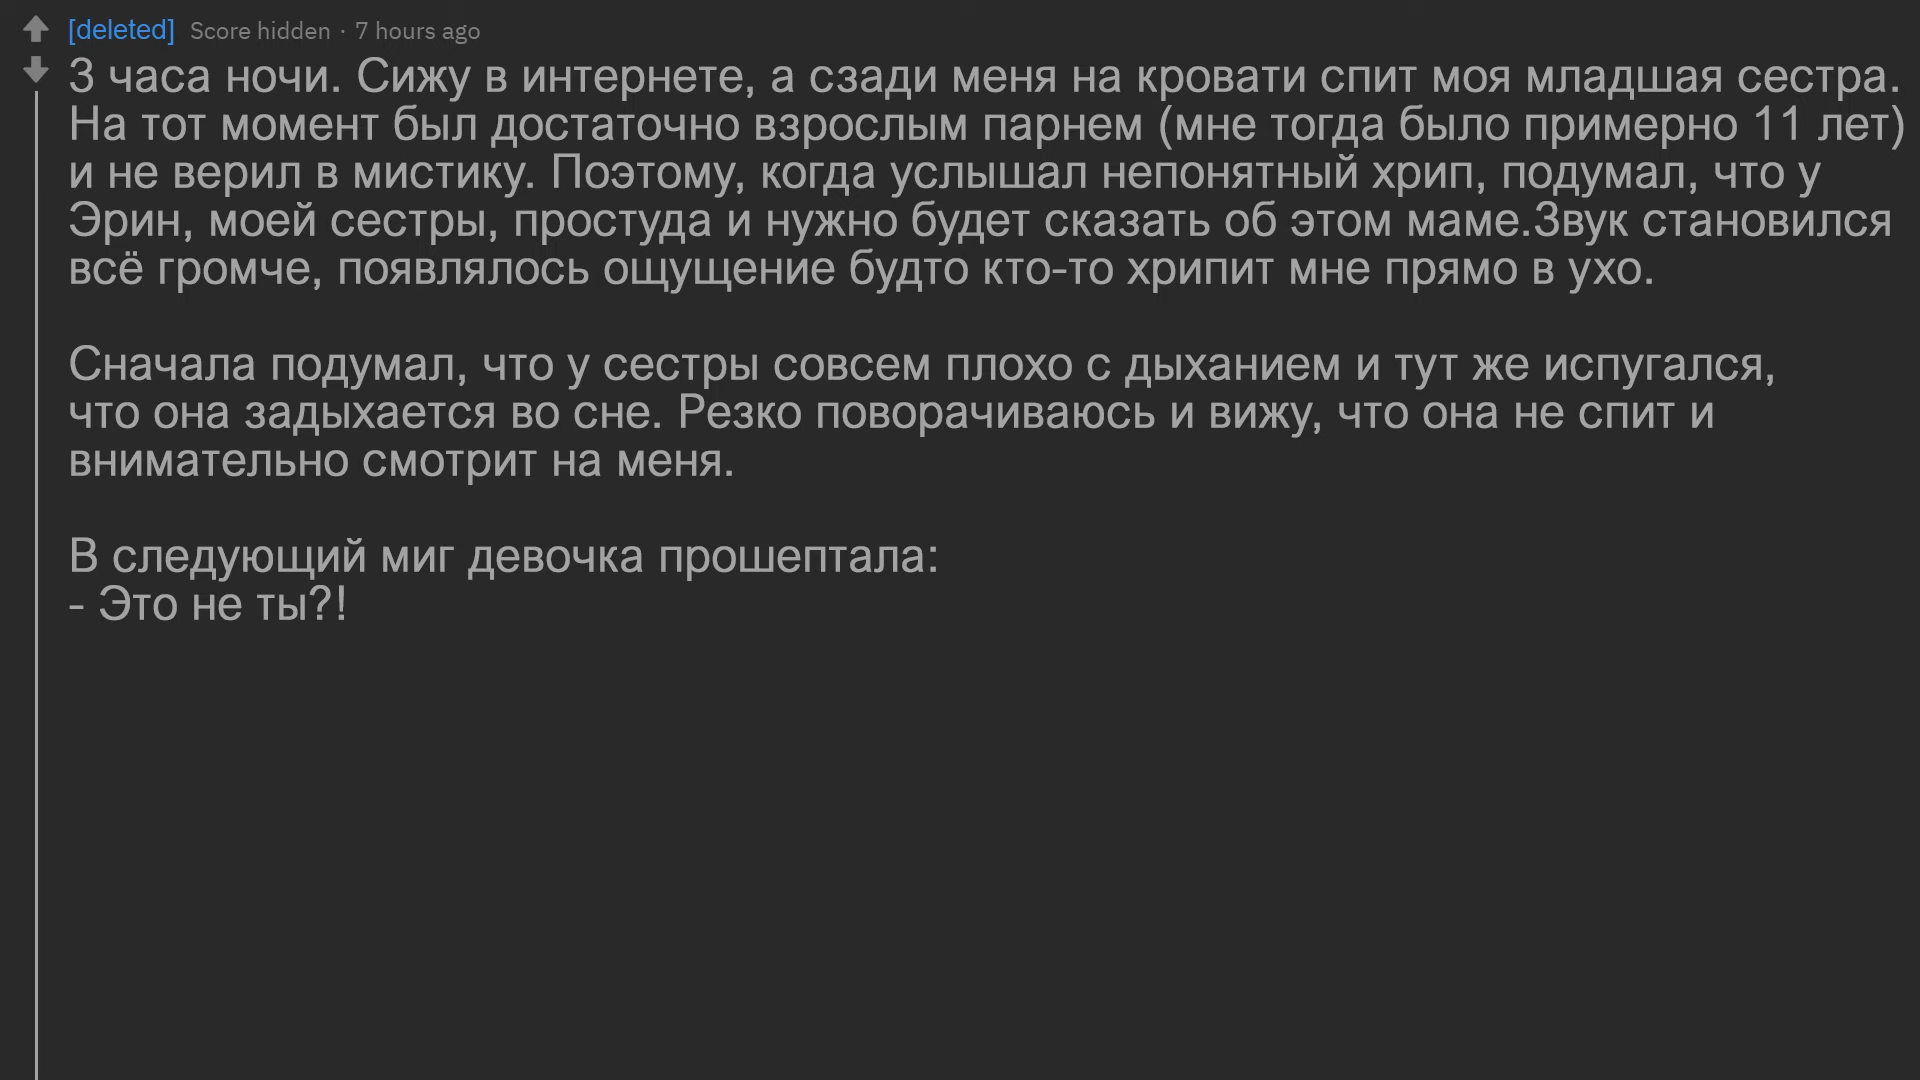 [deleted] Score hidden · 7 hours ago
3 часа ночи. Сижу в интернете, а сзади меня на кровати спит моя младшая сестра.
На тот момент был достаточно взрослым парнем (мне тогда было примерно 11 лет)
и не верил в мистику. Поэтому, когда услышал непонятный хрип, подумал, что у
Эрин, моей сестры, простуда и нужно будет сказать об этом маме.Звук становился
всё громче, появлялось ощущение будто кто-то хрипит мне прямо в ухо.
Сначала подумал, что у сестры совсем плохо с дыханием и тут же испугался,
что она задыхается во сне. Резко поворачиваюсь и вижу, что она не спит и
внимательно смотрит на меня.
В следующий миг девочка прошептала:
- Это не ты?!